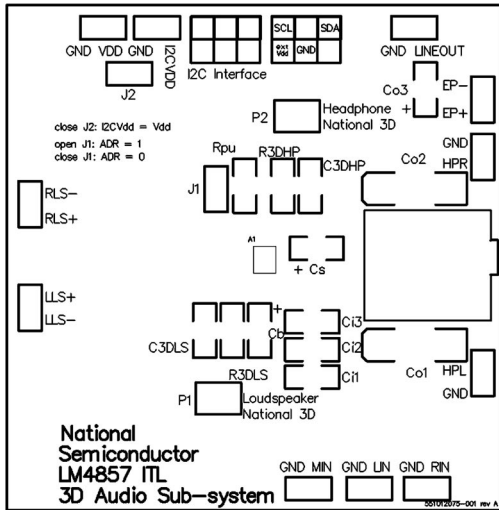 GND VDD GND
I2CVDD
I2C Interface
SCL
SDA
ext Vdd
GND
GND LINEOUT
J2
Co3
+
EP-
EP+
close J2: I2CVdd = Vdd
open J1: ADR = 1
close J1: ADR = 0
P2
Headphone
National 3D
GND
HPR
Rpu
R3DHP
C3DHP
Co2
J1
RLS-
RLS+
A1
+ Cs
LLS+
LLS-
+
Cb
Ci3
Ci2
Ci1
C3DLS
R3DLS
Co1
HPL
GND
P1
Loudspeaker
National 3D
National
Semiconductor
LM4857 ITL
3D Audio Sub-system
GND MIN
GND LIN
GND RIN
551012075-001 rev A